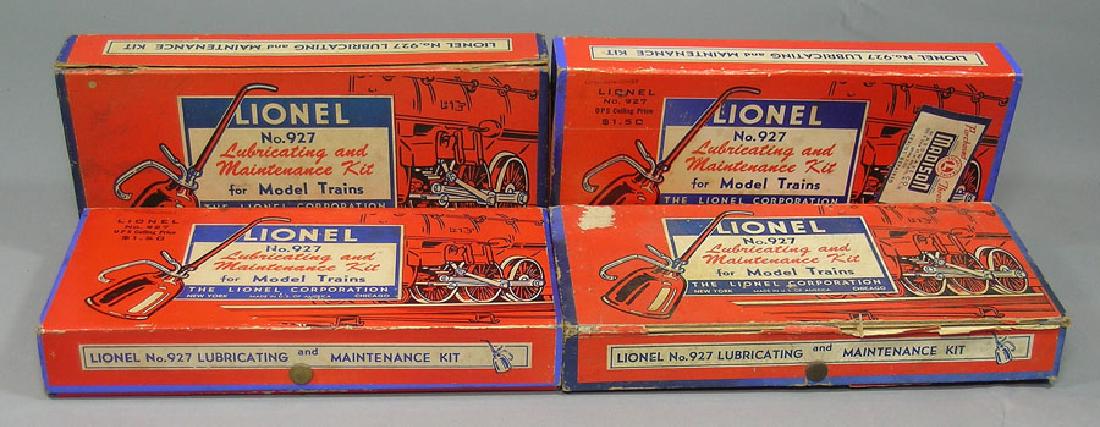 LIONEL No.927 LUBRICATING and MAINTENANCE KIT
613
LIONEL
No.927
Lubricating and
Maintenance Kit
for Model Trains
THE LIONEL CORPORATION
LIONEL No.927 LUBRICATING and MAINTENANCE KIT
LIONEL
No. 927
OPS Ceiling Price
$1.50
LIONEL
No.927
Lubricating and
Maintenance Kit
for Model Trains
THE LIONEL CORPORATION
MADISON
LIONEL
No. 927
OPS Ceiling Price
$1.50
613
LIONEL
No.927
Lubricating and
Maintenance Kit
for Model Trains
THE LIONEL CORPORATION
NEW YORK MADE IN U.S. OF AMERICA CHICAGO
LIONEL No.927 LUBRICATING and MAINTENANCE KIT
LIONEL
No.927
Lubricating and
Maintenance Kit
for Model Trains
THE LIONEL CORPORATION
NEW YORK MADE IN U.S. OF AMERICA CHICAGO
LIONEL No.927 LUBRICATING and MAINTENANCE KIT